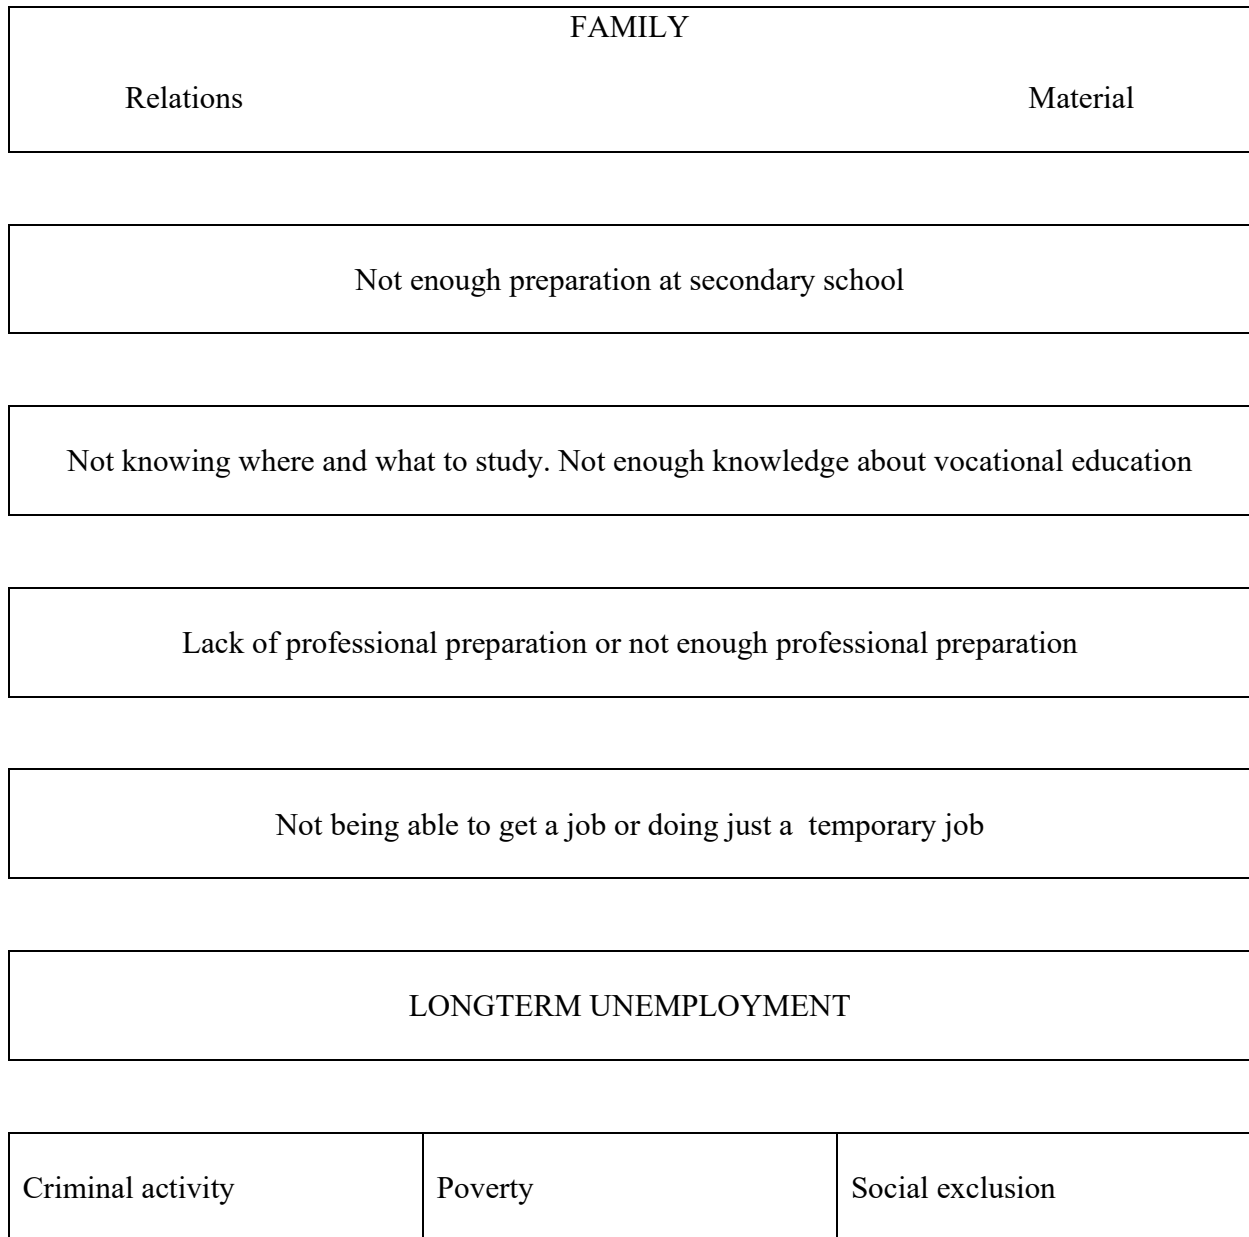 FAMILY
Relations Material
Not enough preparation at secondary school
Not knowing where and what to study. Not enough knowledge about vocational education
Lack of professional preparation or not enough professional preparation
Not being able to get a job or doing just a  temporary job
LONGTERM UNEMPLOYMENT
Criminal activity Poverty Social exclusion